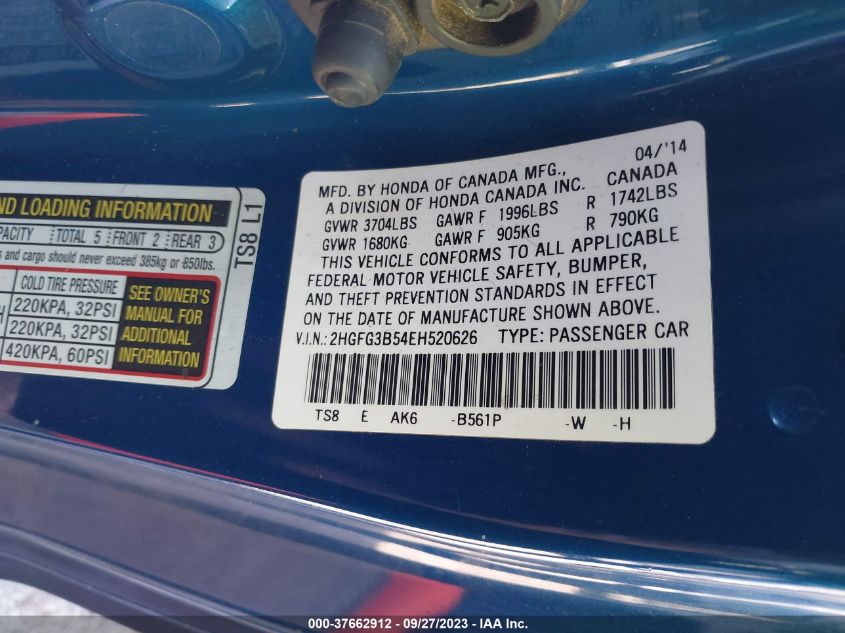 ND LOADING INFORMATION
PACITY TOTAL 5 FRONT 2 REAR 3
s and cargo should never exceed 385kg or 850lbs.
COLD TIRE PRESSURE
220KPA, 32PSI
220KPA, 32PSI
420KPA, 60PSI
SEE OWNER'S
MANUAL FOR
ADDITIONAL
INFORMATION
TS8 L1
04/'14
MFD. BY HONDA OF CANADA MFG.,
A DIVISION OF HONDA CANADA INC. CANADA
GVWR 3704LBS GAWR F 1996LBS R 1742LBS
GVWR 1680KG GAWR F 905KG R 790KG
THIS VEHICLE CONFORMS TO ALL APPLICABLE
FEDERAL MOTOR VEHICLE SAFETY, BUMPER,
AND THEFT PREVENTION STANDARDS IN EFFECT
ON THE DATE OF MANUFACTURE SHOWN ABOVE.
V.I.N.: 2HGFG3B54EH520626 TYPE: PASSENGER CAR
TS8 E AK6 -B561P -W -H
000-37662912 / 09/27/2023 - IAA Inc.